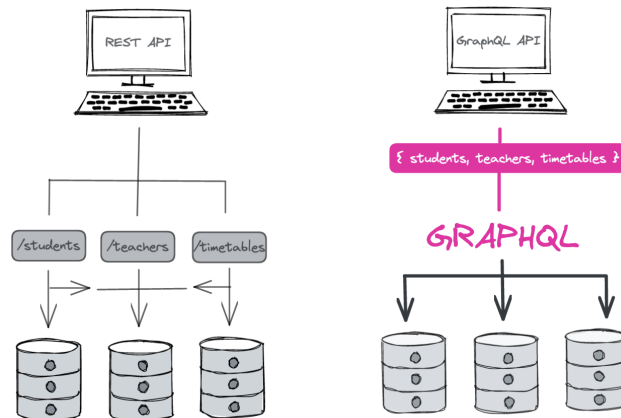 REST API
GraphQL API
{ students, teachers, timetables }
/students
/teachers
/timetables
GRAPHQL